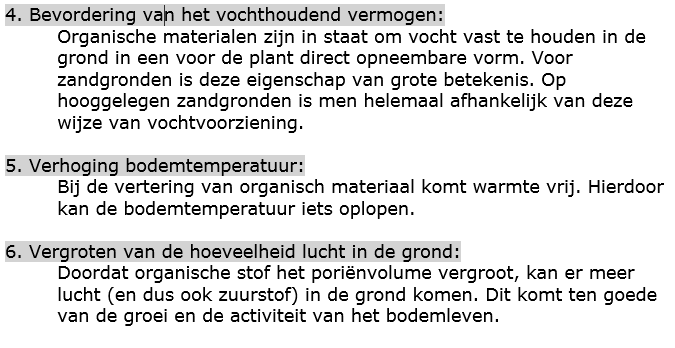 4. Bevordering van het vochthoudend vermogen:
Organische materialen zijn in staat om vocht vast te houden in de
grond in een voor de plant direct opneembare vorm. Voor
zandgronden is deze eigenschap van grote betekenis. Op
hooggelegen zandgronden is men helemaal afhankelijk van deze
wijze van vochtvoorziening.
5. Verhoging bodemtemperatuur:
Bij de vertering van organisch materiaal komt warmte vrij. Hierdoor
kan de bodemtemperatuur iets oplopen.
6. Vergroten van de hoeveelheid lucht in de grond:
Doordat organische stof het poriënvolume vergroot, kan er meer
lucht (en dus ook zuurstof) in de grond komen. Dit komt ten goede
van de groei en de activiteit van het bodemleven.